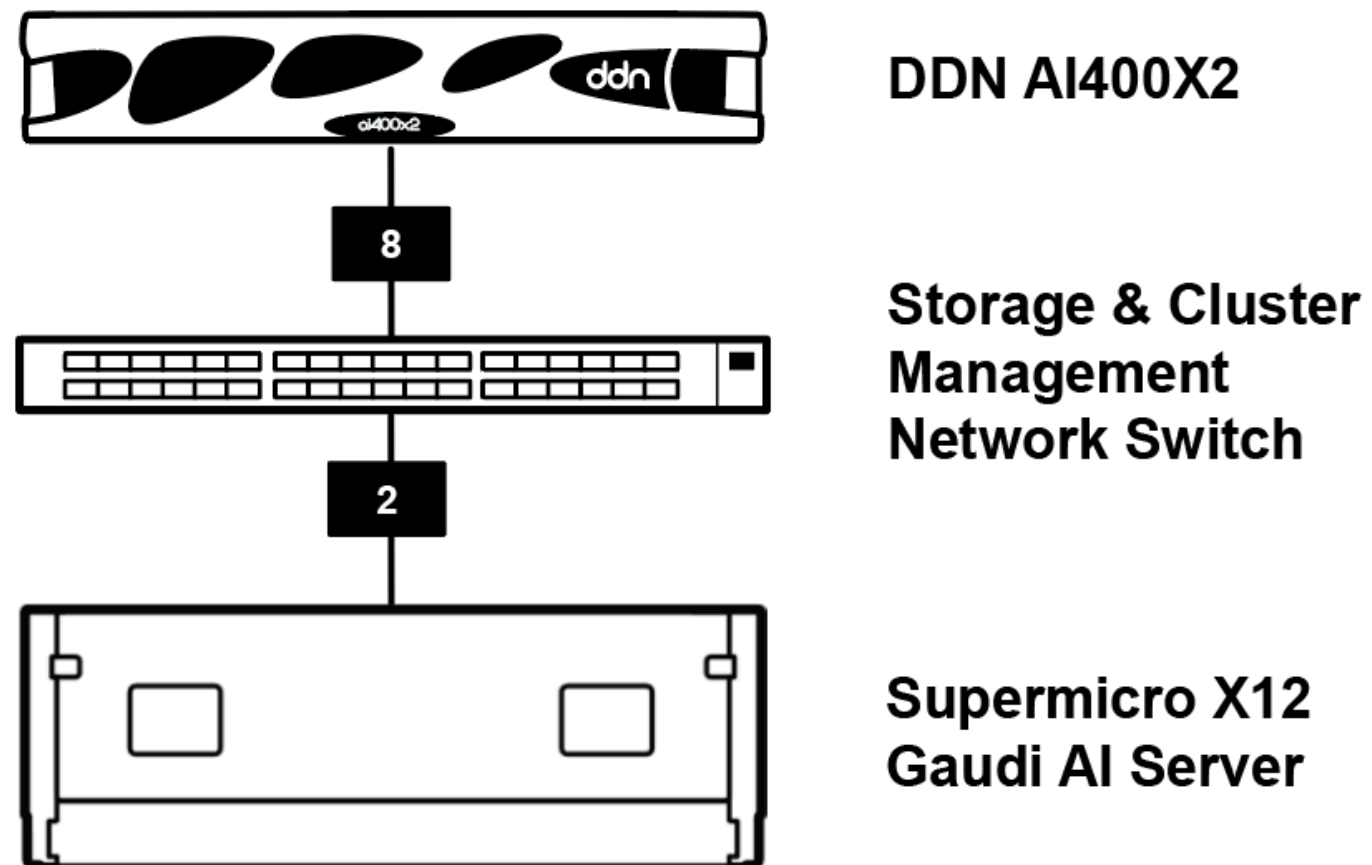 ddn
ai400x2
DDN AI400X2
8
Storage & Cluster
Management
Network Switch
2
Supermicro X12
Gaudi AI Server